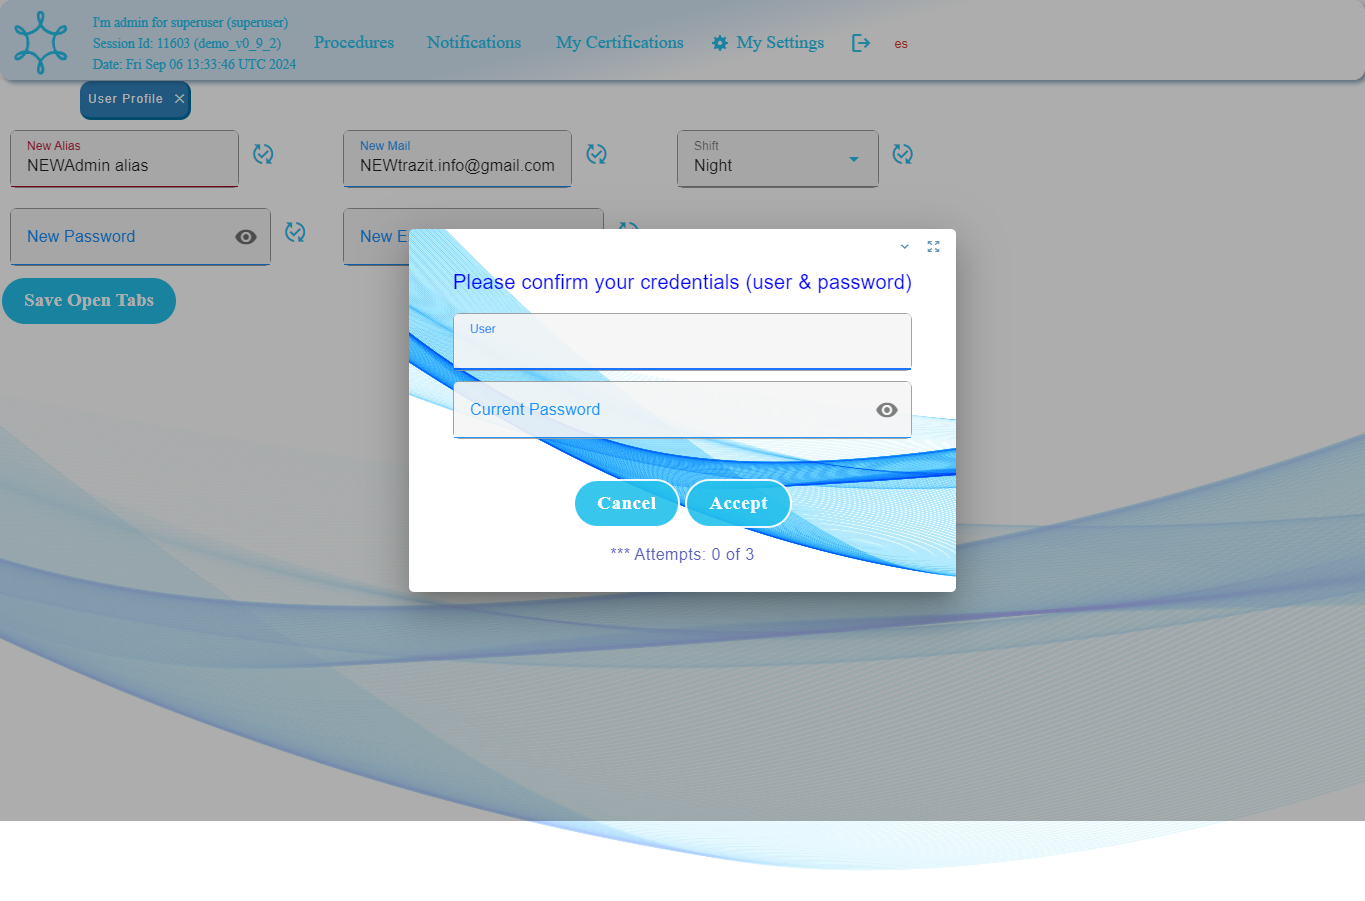 I'm admin for superuser (superuser)
Session Id: 11603 (demo_v0_9_2)
Date: Fri Sep 06 13:33:46 UTC 2024
Procedures
Notifications
My Certifications
My Settings
es
User Profile
New Alias
NEWAdmin alias
New Mail
NEWtrazit.info@gmail.com
Shift
Night
New Password
New E
Save Open Tabs
Please confirm your credentials (user & password)
User
Current Password
Cancel
Accept
*** Attempts: 0 of 3